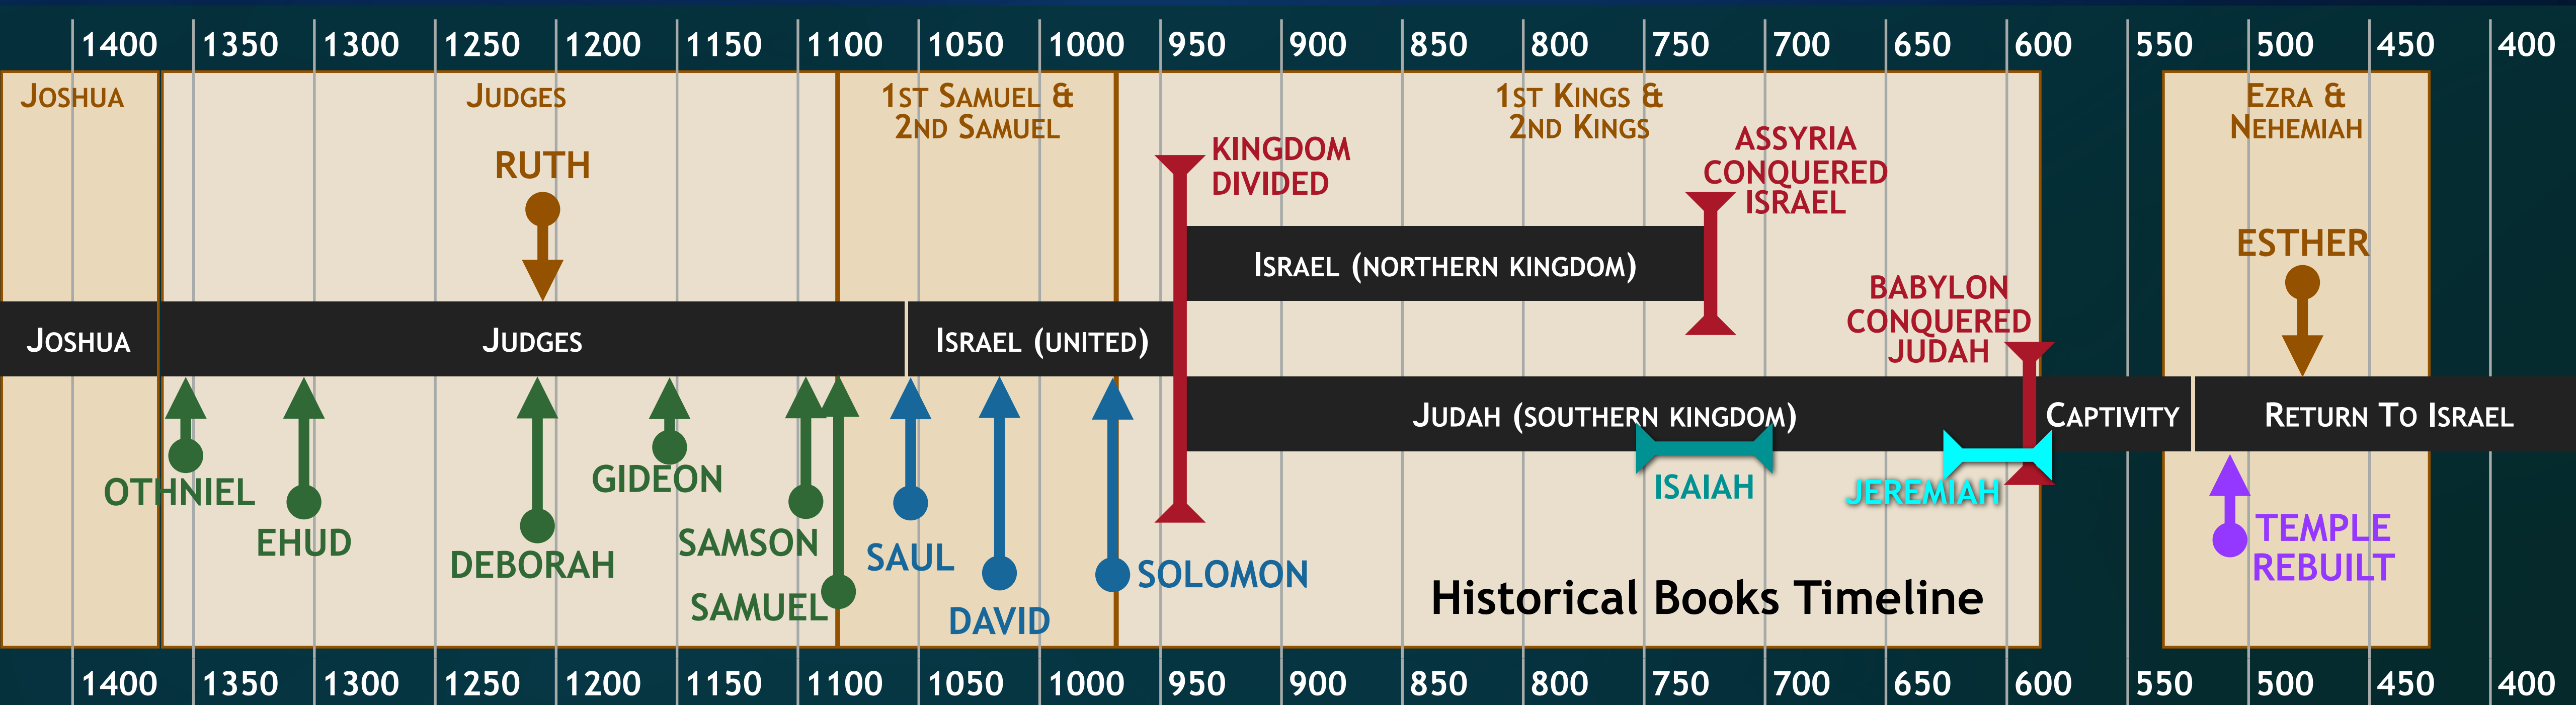 1400 1350 1300 1250 1200 1150 1100 1050 1000 950 900 850 800 750 700 650 600 550 500 450 400
Joshua
Judges
1st Samuel &
2nd Samuel
1st Kings &
2nd Kings
Ezra &
Nehemiah
RUTH
KINGDOM
DIVIDED
ASSYRIA
CONQUERED
ISRAEL
ESTHER
Israel (northern kingdom)
BABYLON
CONQUERED
JUDAH
Joshua
Judges
Israel (united)
Judah (southern kingdom)
Captivity
Return To Israel
OTHNIEL
EHUD
DEBORAH
GIDEON
SAMSON
SAMUEL
SAUL
DAVID
SOLOMON
ISAIAH
JEREMIAH
TEMPLE
REBUILT
Historical Books Timeline
1400 1350 1300 1250 1200 1150 1100 1050 1000 950 900 850 800 750 700 650 600 550 500 450 400